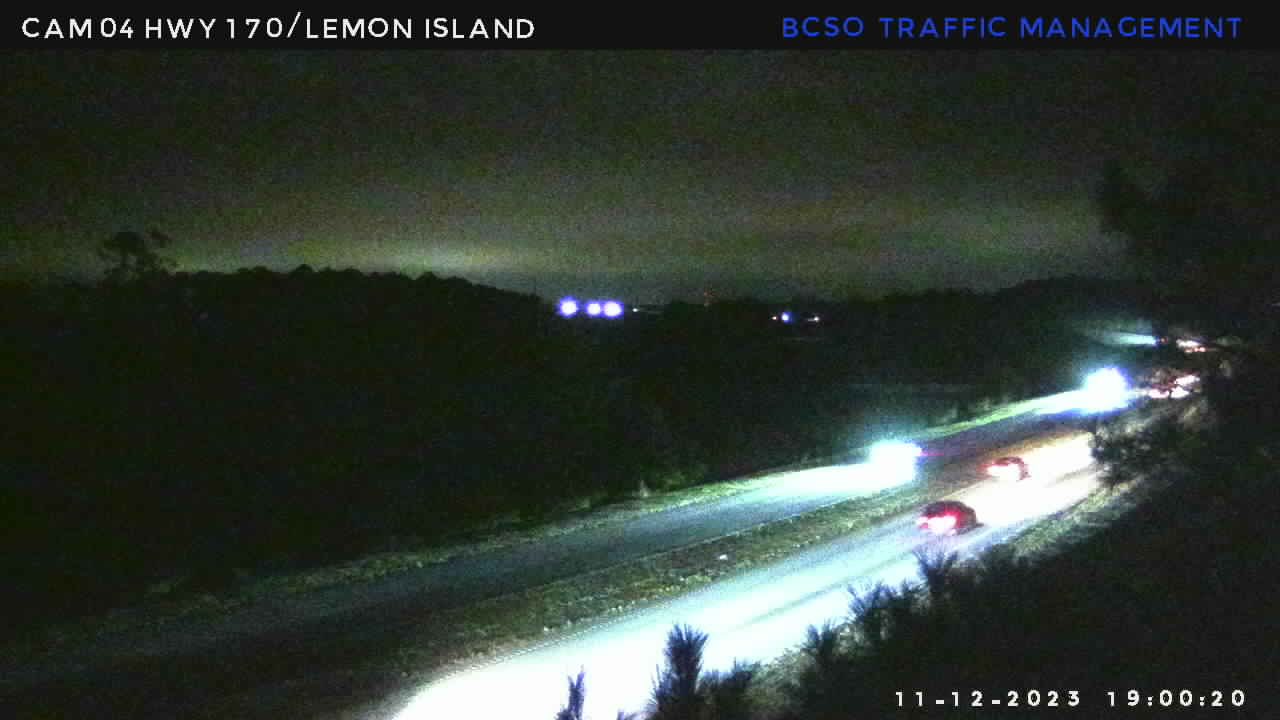 CAM04 HWY 170/LEMON ISLAND
BCSO TRAFFIC MANAGEMENT
11-12-2023 19:00:20